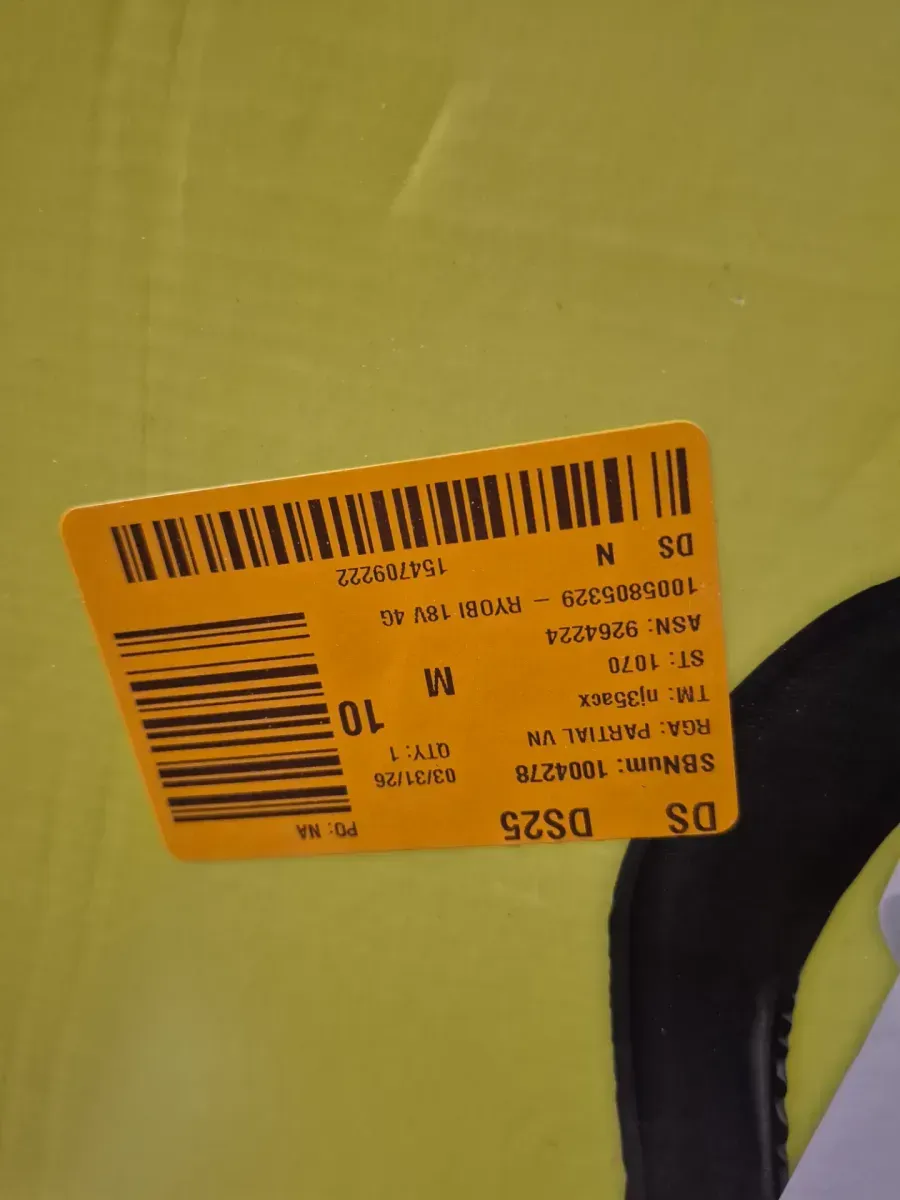 DS DS25 PO: NA
SBNum: 1004278 03/31/26
RGA: PARTIAL VN QTY: 1
TM: nj35acx
ST: 1070 M 10
ASN: 9264224
1005805329 – RYOBI 18V 4G
DS N 154709222